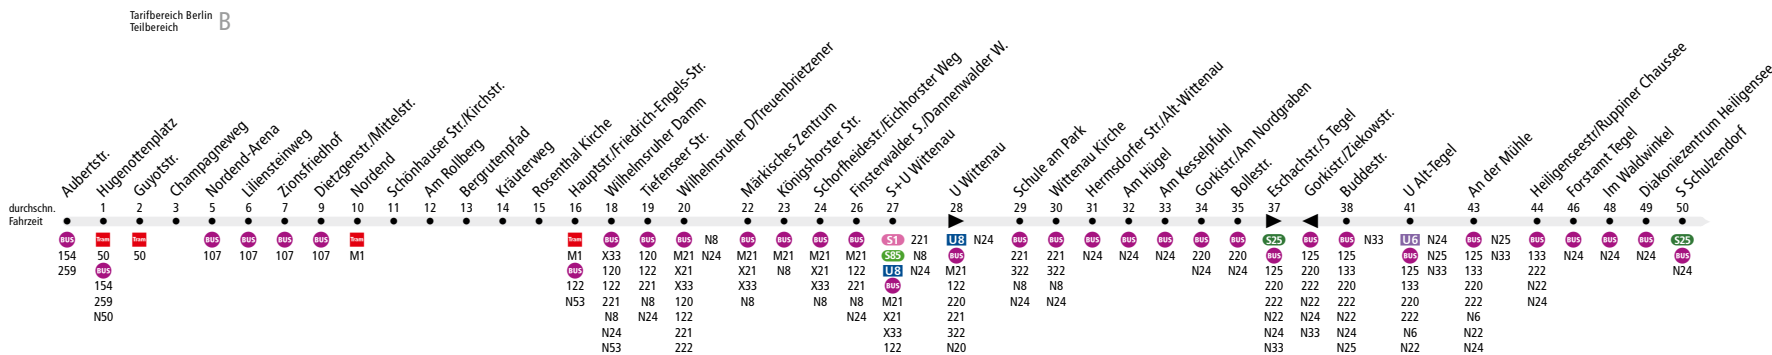 Tarifbereich Berlin B
Teilbereich
Aubertstr.
Hugenottenplatz
Guyotstr.
Champagneweg
Nordend-Arena
Liliensteinweg
Zionsfriedhof
Dietzgenstr./Mittelstr.
Nordend
Schönhauser Str./Kirchstr.
Am Rollberg
Bergrutenpfad
Kräuterweg
Rosenthal Kirche
Hauptstr./Friedrich-Engels-Str.
Wilhelmsruher Damm
Tiefenseer Str.
Wilhelmsruher D/Treuenbrietzener
Märkisches Zentrum
Königshorster Str.
Schorfheidestr./Eichhorster Weg
Finsterwalder S./Dannenwalder W.
S+U Wittenau
U Wittenau
Schule am Park
Wittenau Kirche
Hermsdorfer Str./Alt-Wittenau
Am Hügel
Am Kesselpfuhl
Gorkistr./Am Nordgraben
Bollestr.
Eschachstr./S Tegel
Gorkistr./Ziekowstr.
Buddestr.
U Alt-Tegel
An der Mühle
Heiligenseestr/Ruppiner Chaussee
Forstamt Tegel
Im Waldwinkel
Diakoniezentrum Heiligensee
S Schulzendorf
durchschn. 1 2 3 5 6 7 9 10 11 12 13 14 15 16 18 19 20 22 23 24 26 27 28 29 30 31 32 33 34 35 37 38 41 43 44 46 48 49 50
Fahrzeit
BUS Tram Tram BUS BUS BUS BUS Tram Tram BUS BUS BUS N8 BUS BUS BUS BUS S1 221 U8 N24 BUS BUS BUS BUS BUS BUS BUS S25 BUS BUS N33 U6 N24 BUS N25 BUS BUS BUS BUS S25
154 50 50 107 107 107 107 M1 M1 X33 120 M21 N24 M21 M21 M21 M21 S85 N8 BUS 221 221 N24 N24 N24 220 220 BUS 125 125 BUS N25 125 N33 133 N24 N24 N24 BUS
259 BUS BUS 120 122 X21 X21 N8 X21 122 U8 N24 M21 322 322 N24 N24 125 220 133 125 N33 133 222 N24
154 122 122 221 X33 X33 X33 221 BUS 122 N8 N8 220 222 220 133 220 N22
259 N53 221 N8 120 N8 N8 N8 M21 220 N24 N24 222 N22 222 220 222 N24
N50 N8 N24 122 N24 X21 221 N22 N24 N22 222 N6
N24 221 X33 322 N24 N33 N24 N6 N22
N53 222 122 N20 N33 N25 N22 N24